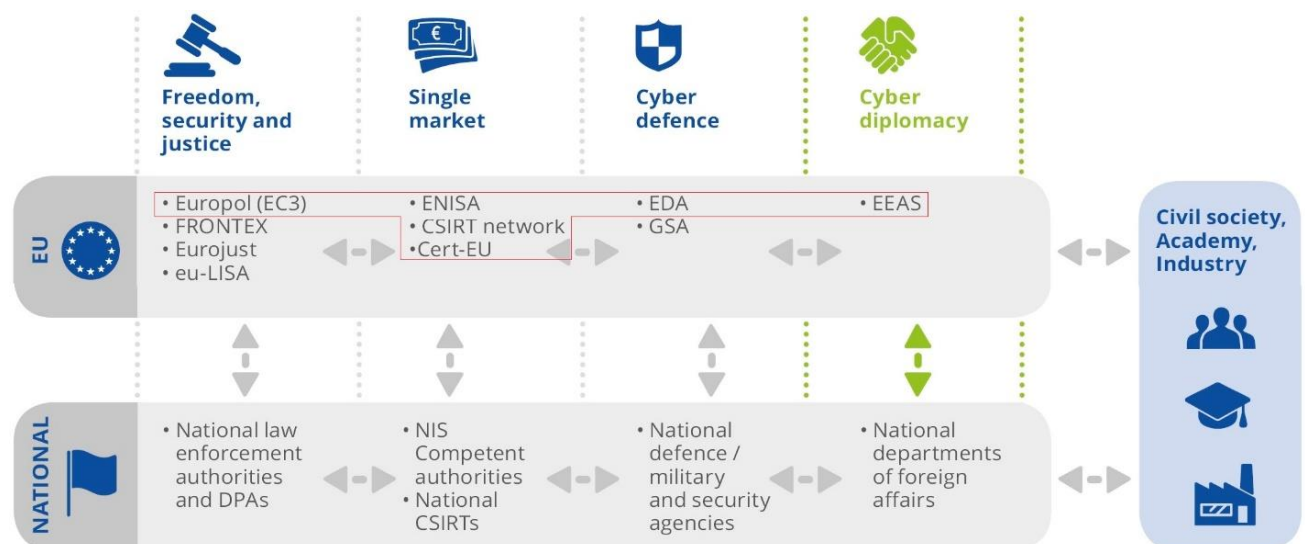 €
Freedom,
security and
justice
Single
market
Cyber
defence
Cyber
diplomacy
EU
• Europol (EC3)
• FRONTEX
• Eurojust
• eu-LISA
• ENISA
• CSIRT network
•Cert-EU
• EDA
• GSA
• EEAS
Civil society,
Academy,
Industry
NATIONAL
• National law
enforcement
authorities
and DPAs
• NIS
Competent
authorities
• National
CSIRTs
• National
defence /
military
and security
agencies
• National
departments
of foreign
affairs